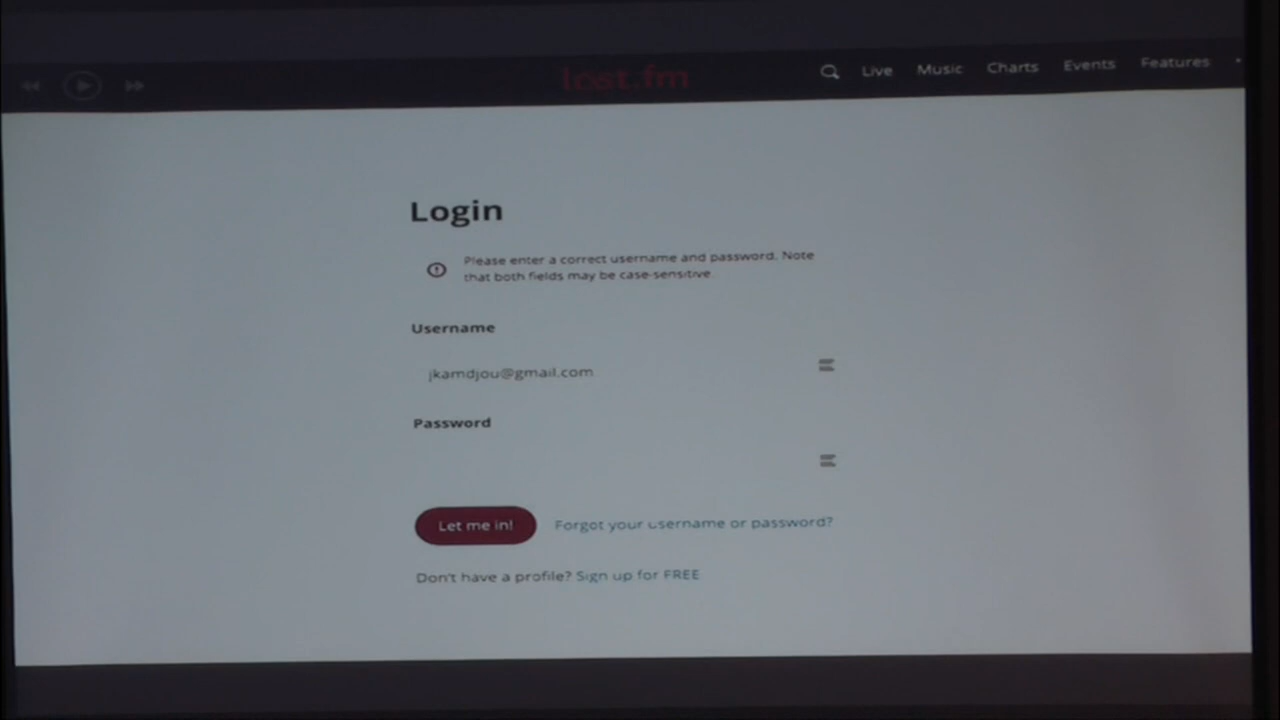 lost.fm
Live Music Charts Events Features
Login
Please enter a correct username and password. Note
that both fields may be case-sensitive.
Username
jkamdjou@gmail.com
Password
Let me in! Forgot your username or password?
Don't have a profile? Sign up for FREE